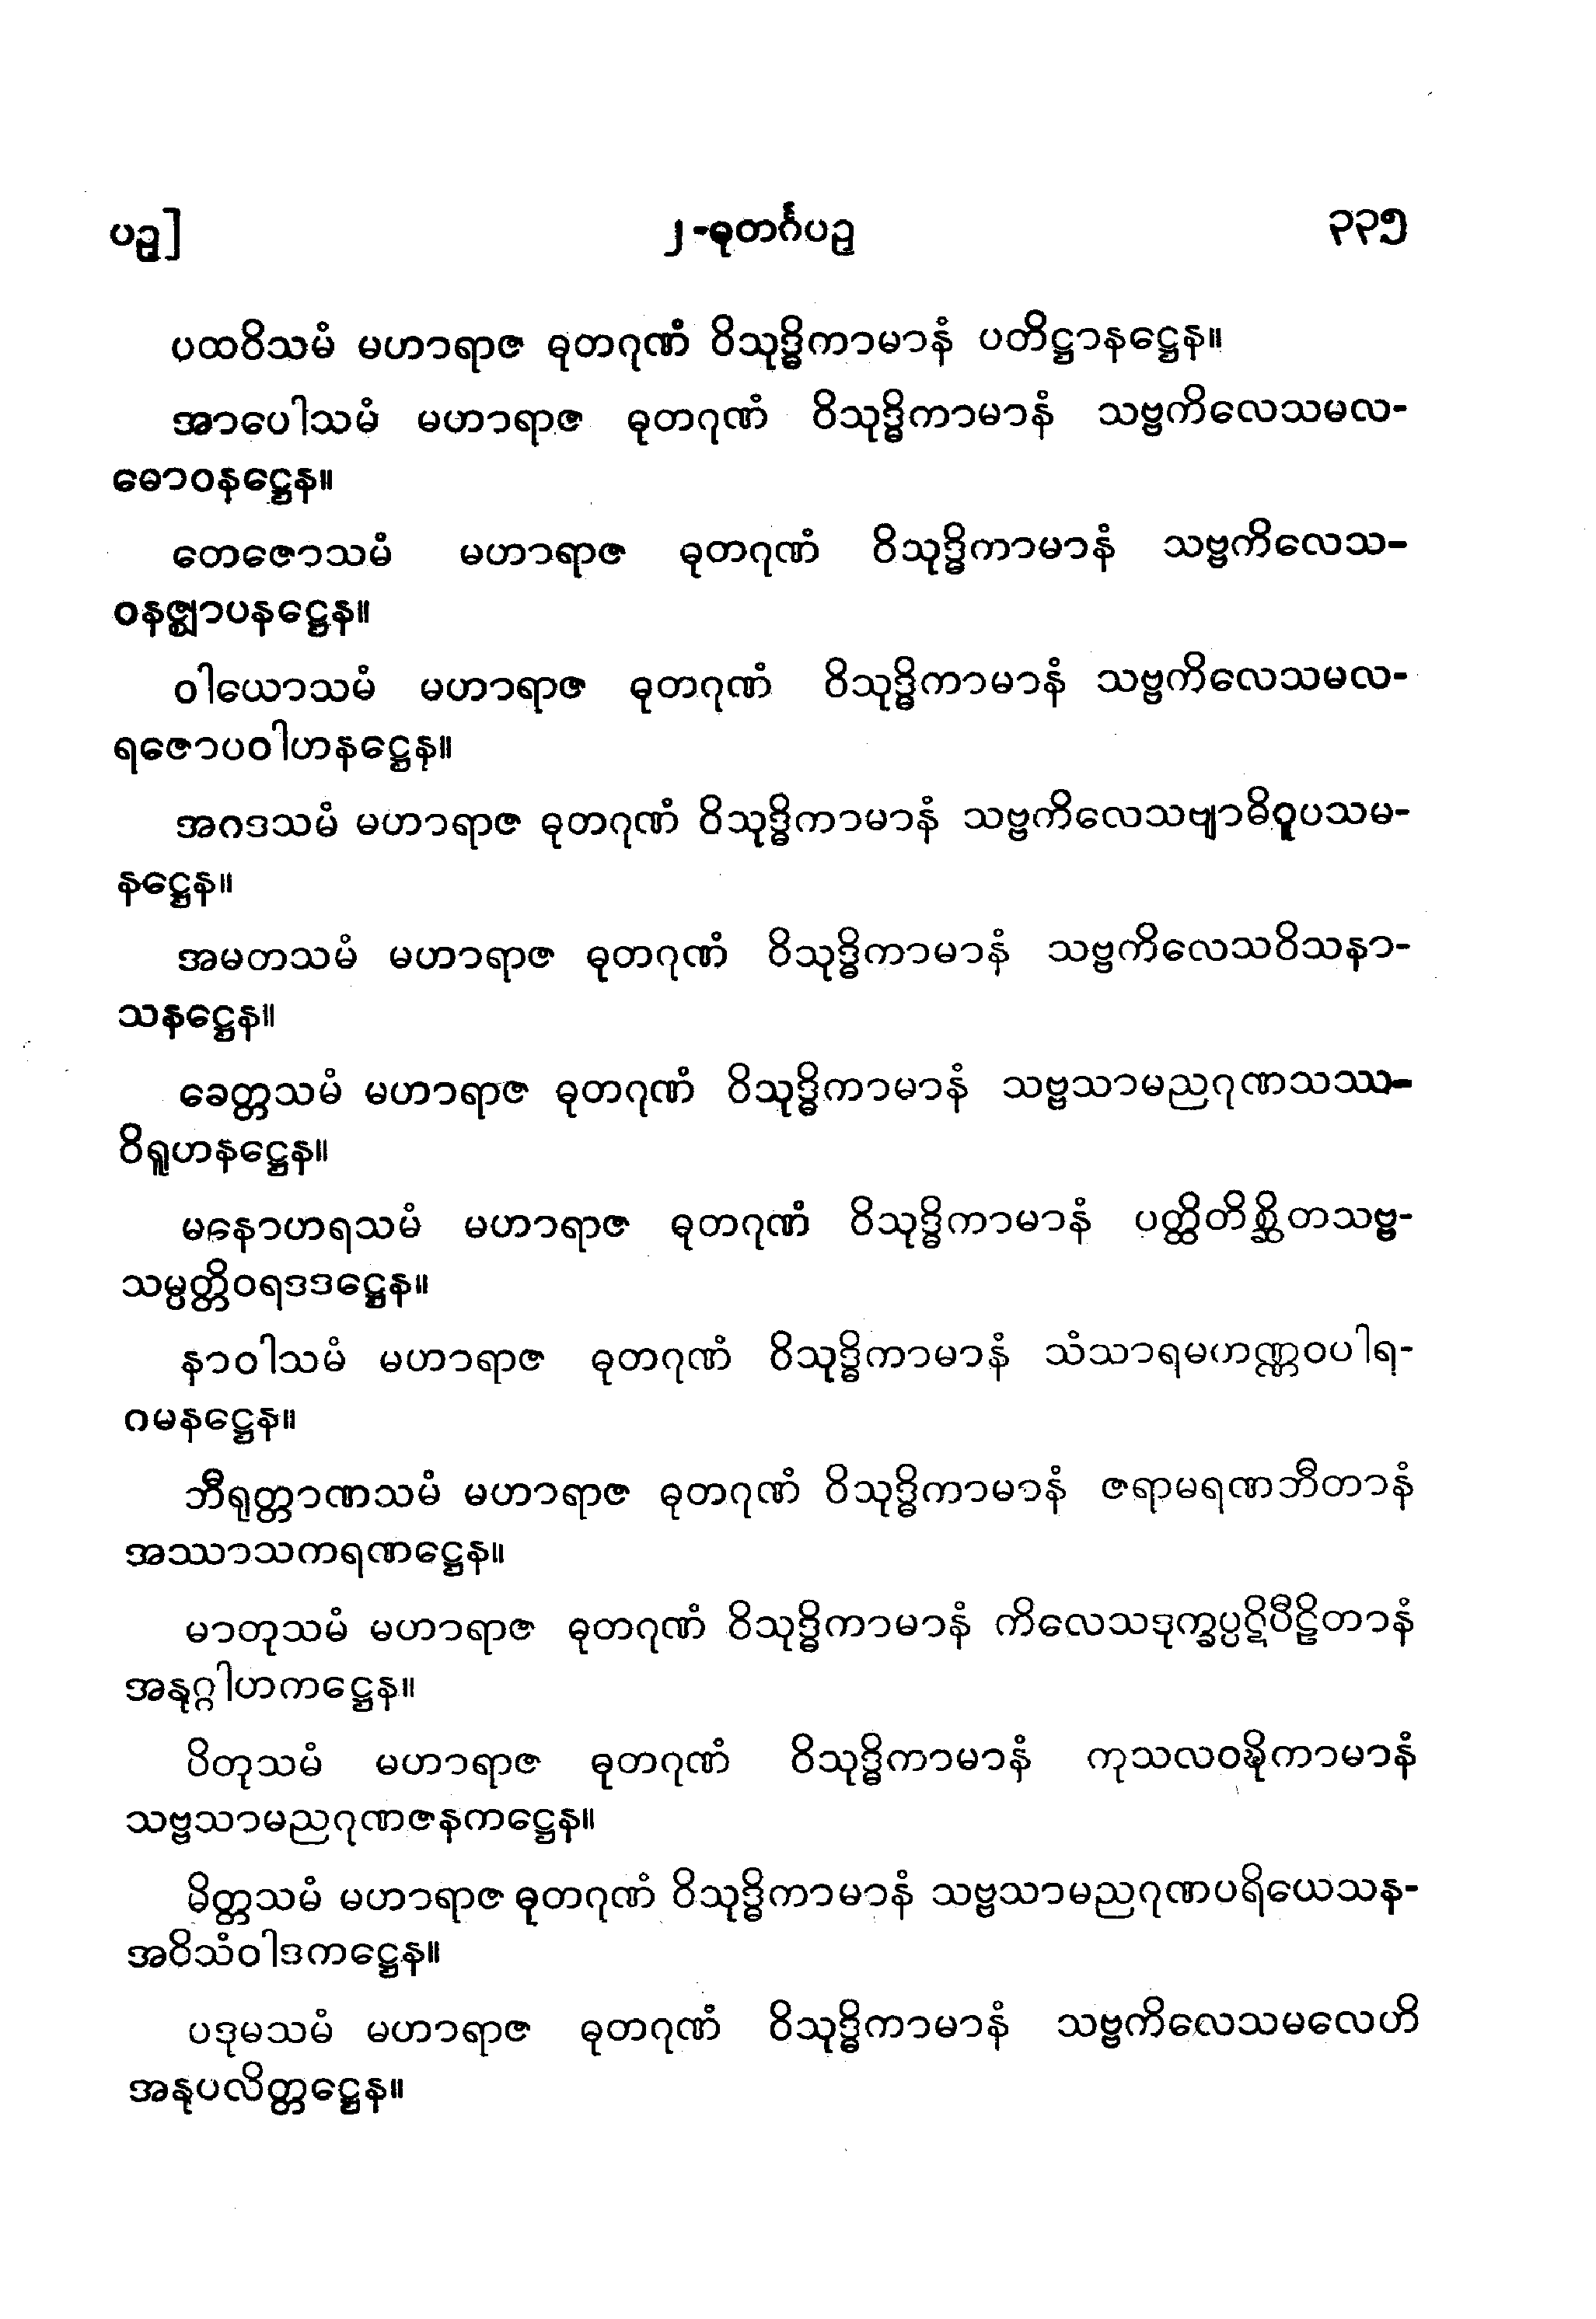 ပဥှ]
၂-ဓုတင်္ဂပဥှ
၃၃၅
ပထဝိသမံ မဟာရာဇ ဓုတဂုဏံ ဝိသုဒ္ဓိကာမာနံ ပတိဋ္ဌာနဋ္ဌေန။
အာပေါသမံ မဟာရာဇ ဓုတဂုဏံ ဝိသုဒ္ဓိကာမာနံ သဗ္ဗကိလေသမလ-
ဓောဝနဋ္ဌေန။
တေဇောသမံ မဟာရာဇ ဓုတဂုဏံ ဝိသုဒ္ဓိကာမာနံ သဗ္ဗကိလေသ-
ဝနဇ္ဈာပနဋ္ဌေန။
ဝါယောသမံ မဟာရာဇ ဓုတဂုဏံ ဝိသုဒ္ဓိကာမာနံ သဗ္ဗကိလေသမလ-
ရဇောပဝါဟနဋ္ဌေန။
အဂဒသမံ မဟာရာဇ ဓုတဂုဏံ ဝိသုဒ္ဓိကာမာနံ သဗ္ဗကိလေသဗျာဓိဝူပသမ-
နဋ္ဌေန။
အမတသမံ မဟာရာဇ ဓုတဂုဏံ ဝိသုဒ္ဓိကာမာနံ သဗ္ဗကိလေသဝိသနာ-
သနဋ္ဌေန။
ခေတ္တသမံ မဟာရာဇ ဓုတဂုဏံ ဝိသုဒ္ဓိကာမာနံ သဗ္ဗသာမညဂုဏသဿ-
ဝိရူဟနဋ္ဌေန။
မနောဟရသမံ မဟာရာဇ ဓုတဂုဏံ ဝိသုဒ္ဓိကာမာနံ ပတ္ထိတိစ္ဆိတသဗ္ဗ-
သမ္ပတ္တိဝရဒဒဋ္ဌေန။
နာဝါသမံ မဟာရာဇ ဓုတဂုဏံ ဝိသုဒ္ဓိကာမာနံ သံသာရမဟဏ္ဏဝပါရ-
ဂမနဋ္ဌေန။
ဘီရုတ္တာဏသမံ မဟာရာဇ ဓုတဂုဏံ ဝိသုဒ္ဓိကာမာနံ ဇရာမရဏဘီတာနံ
အဿာသကရဏဋ္ဌေန။
မာတုသမံ မဟာရာဇ ဓုတဂုဏံ ဝိသုဒ္ဓိကာမာနံ ကိလေသဒုက္ခပ္ပဋိပီဠိတာနံ
အနုဂ္ဂါဟကဋ္ဌေန။
ပိတုသမံ မဟာရာဇ ဓုတဂုဏံ ဝိသုဒ္ဓိကာမာနံ ကုသလဝဍ္ဎိကာမာနံ
သဗ္ဗသာမညဂုဏဇနကဋ္ဌေန။
မိတ္တသမံ မဟာရာဇ ဓုတဂုဏံ ဝိသုဒ္ဓိကာမာနံ သဗ္ဗသာမညဂုဏပရိယေသန-
အဝိသံဝါဒကဋ္ဌေန။
ပဒုမသမံ မဟာရာဇ ဓုတဂုဏံ ဝိသုဒ္ဓိကာမာနံ သဗ္ဗကိလေသမလေဟိ
အနုပလိတ္တဋ္ဌေန။